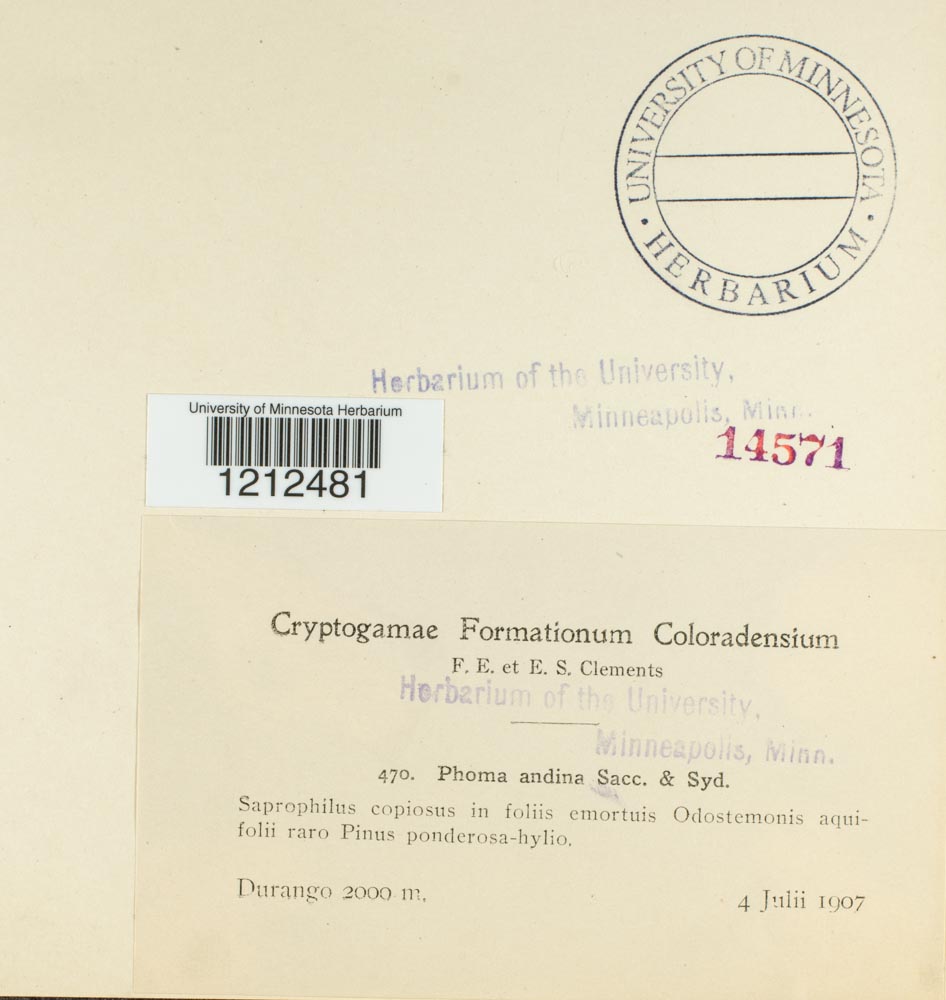 UNIVERSITY OF MINNESOTA
• HERBARIUM •
Herbarium of the University,
Minneapolis, Minn.
14571
University of Minnesota Herbarium
1212481
Cryptogamae Formationum Coloradensium
F. E. et E. S. Clements
Herbarium of the University,
Minneapolis, Minn.
470. Phoma andina Sacc. & Syd.
Saprophilus copiosus in foliis emortuis Odostemonis aqui-
folii raro Pinus ponderosa-hylio.
Durango 2000 m.
4 Julii 1907